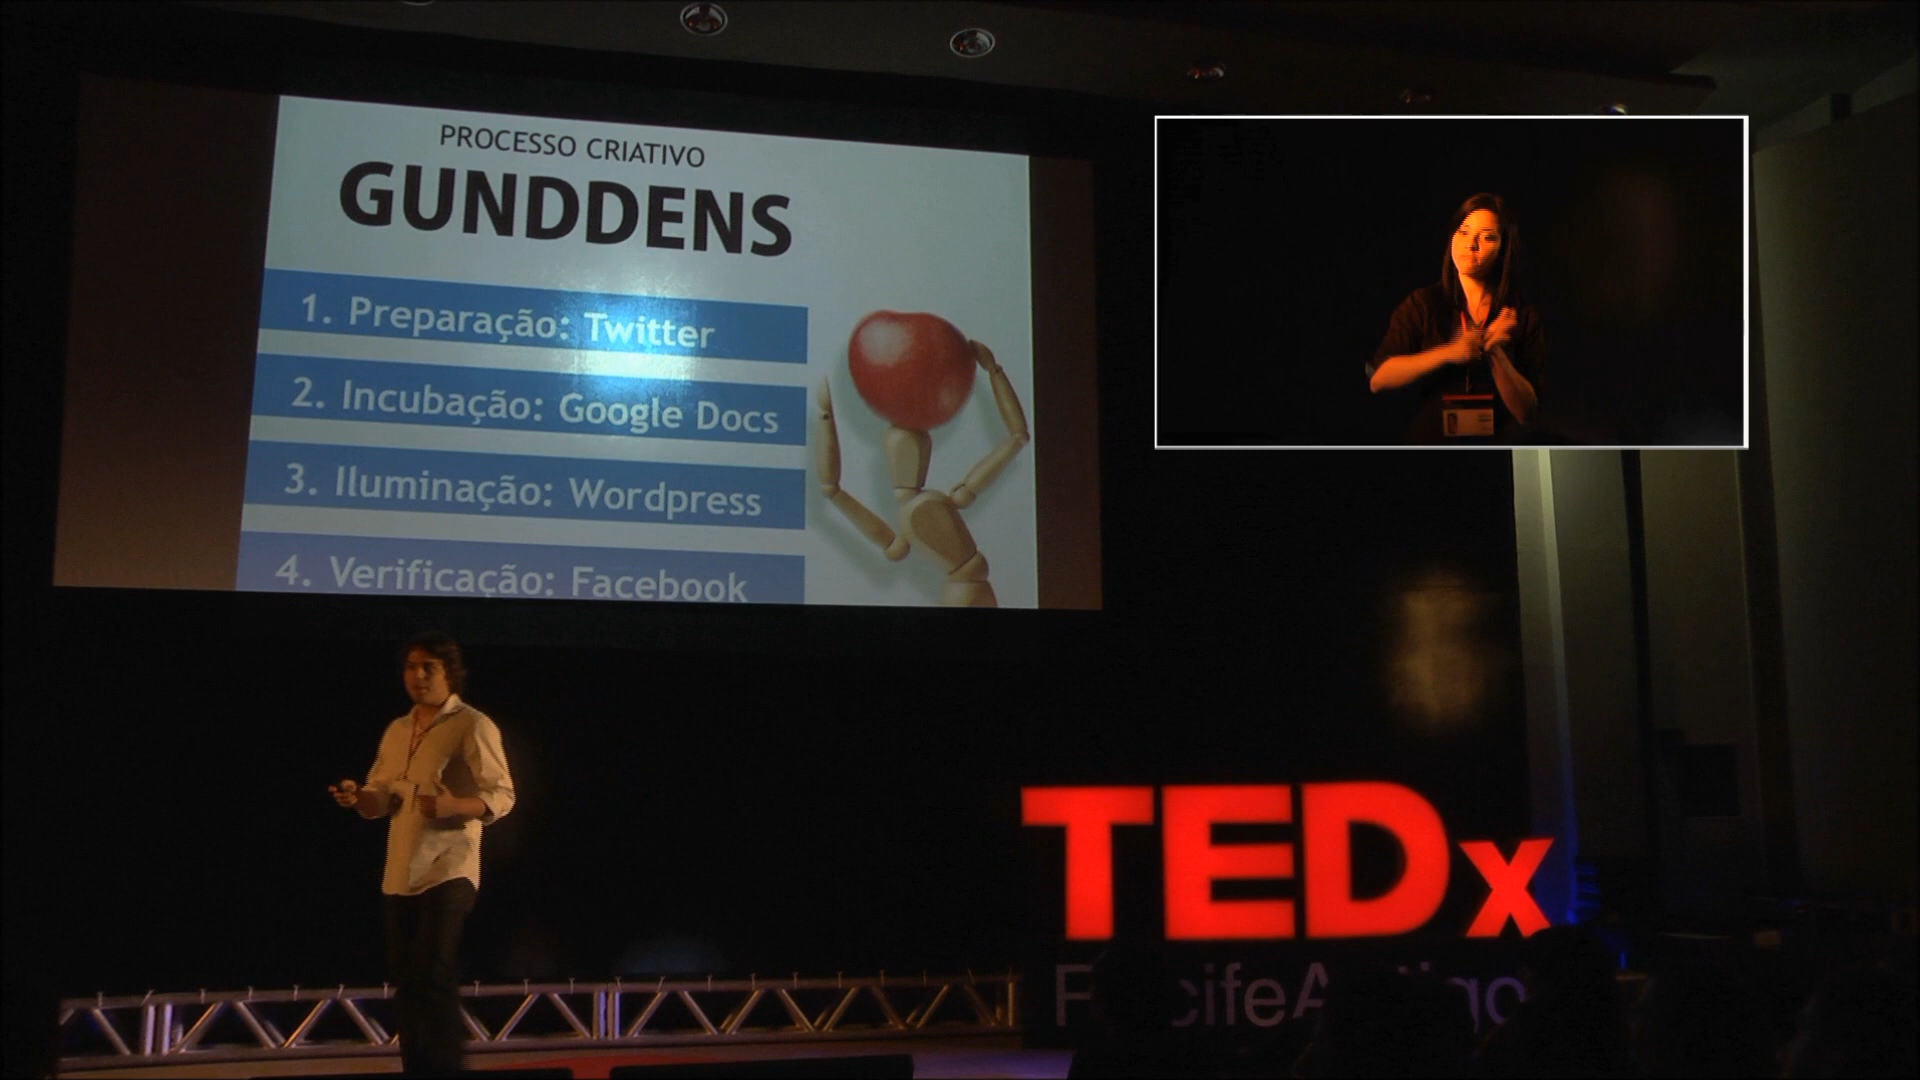 PROCESSO CRIATIVO
GUNDDENS
1. Preparação: Twitter
2. Incubação: Google Docs
3. Iluminação: Wordpress
4. Verificação: Facebook
TEDx